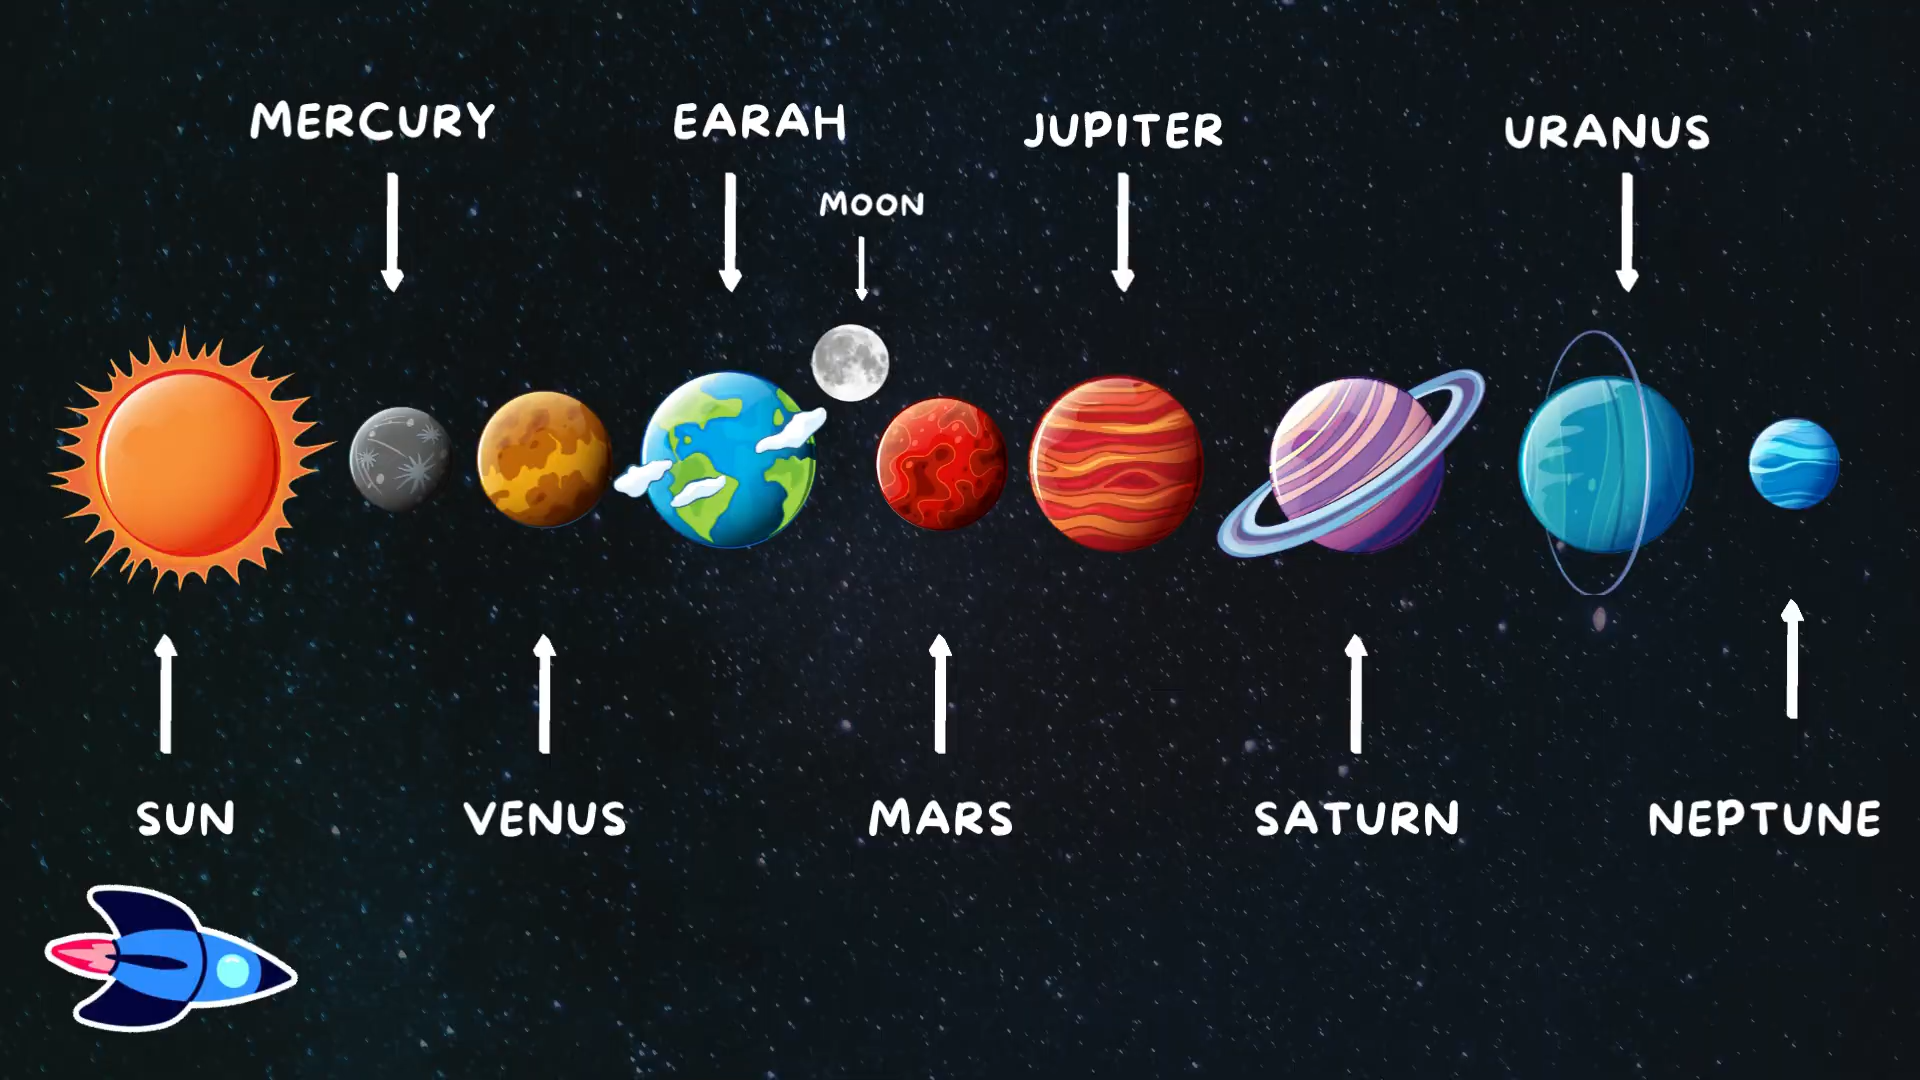 MERCURY
EARAH
JUPITER
URANUS
MOON
SUN
VENUS
MARS
SATURN
NEPTUNE